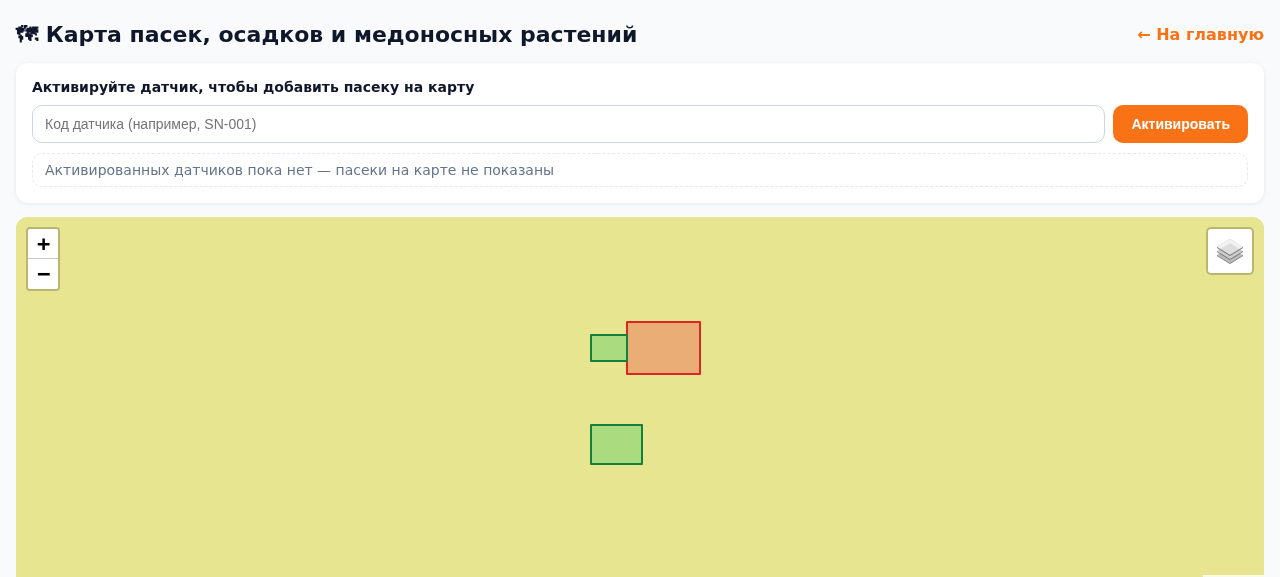 🗺 Карта пасек, осадков и медоносных растений
← На главную
Активируйте датчик, чтобы добавить пасеку на карту
Код датчика (например, SN-001)
Активировать
Активированных датчиков пока нет — пасеки на карте не показаны
+
−